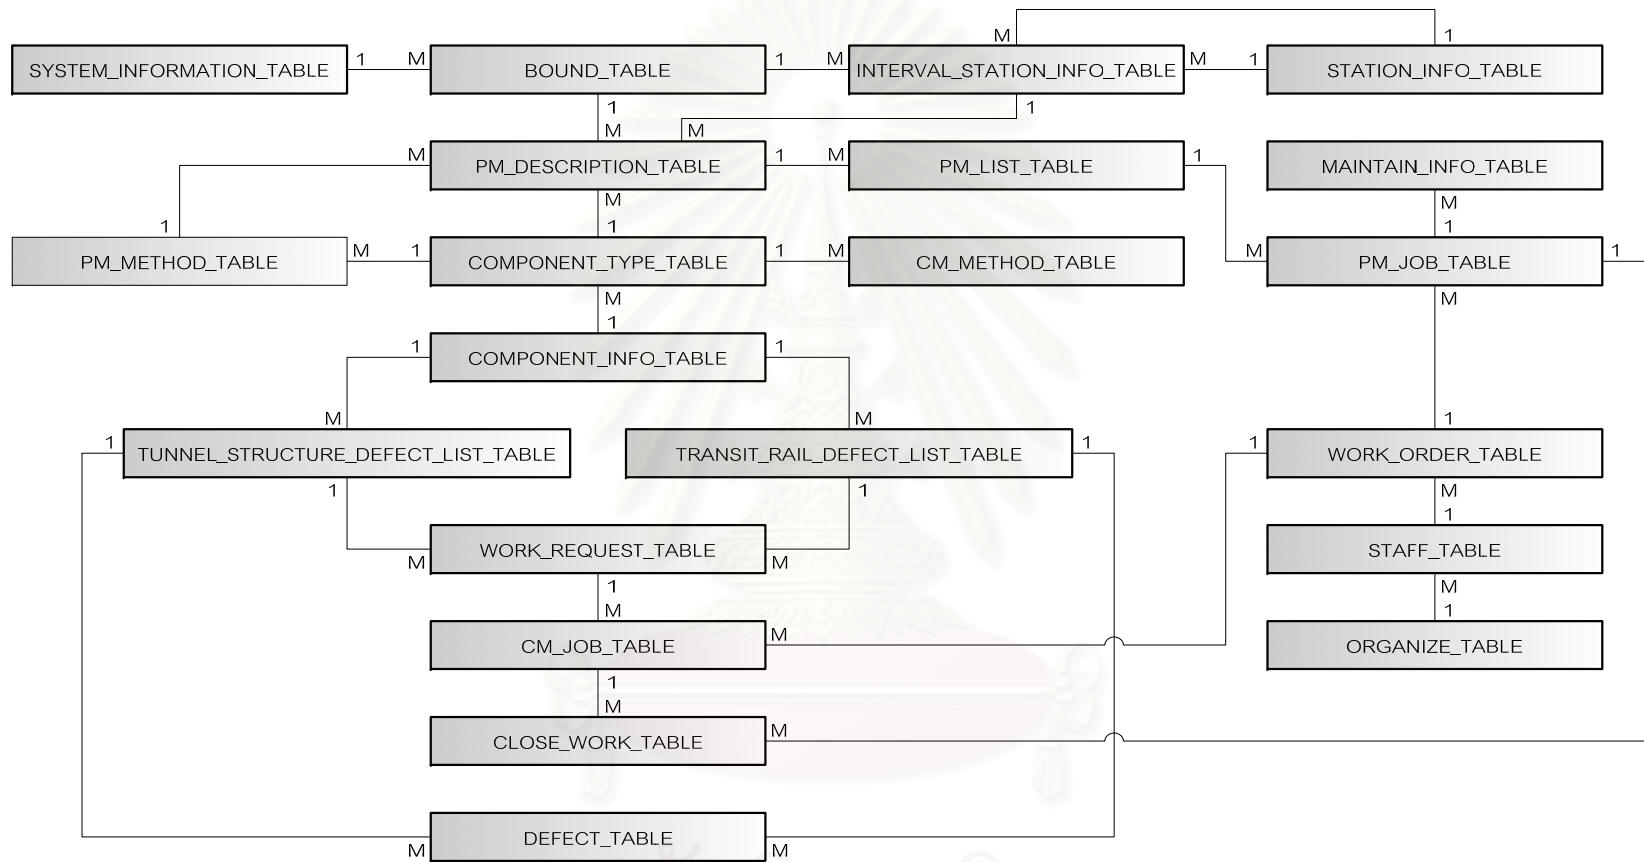 M 1
SYSTEM_INFORMATION_TABLE 1 M BOUND_TABLE 1 M INTERVAL_STATION_INFO_TABLE M 1 STATION_INFO_TABLE
1 1
M M
M PM_DESCRIPTION_TABLE 1 M PM_LIST_TABLE 1 MAINTAIN_INFO_TABLE
M M
1 1 1
PM_METHOD_TABLE M 1 COMPONENT_TYPE_TABLE 1 M CM_METHOD_TABLE M PM_JOB_TABLE 1
M M
1
1 COMPONENT_INFO_TABLE 1
M M 1
1 TUNNEL_STRUCTURE_DEFECT_LIST_TABLE TRANSIT_RAIL_DEFECT_LIST_TABLE 1 1 WORK_ORDER_TABLE
1 1 M
1
M WORK_REQUEST_TABLE M STAFF_TABLE
1 M
M 1
CM_JOB_TABLE M ORGANIZE_TABLE
1
M
CLOSE_WORK_TABLE M
DEFECT_TABLE
M M